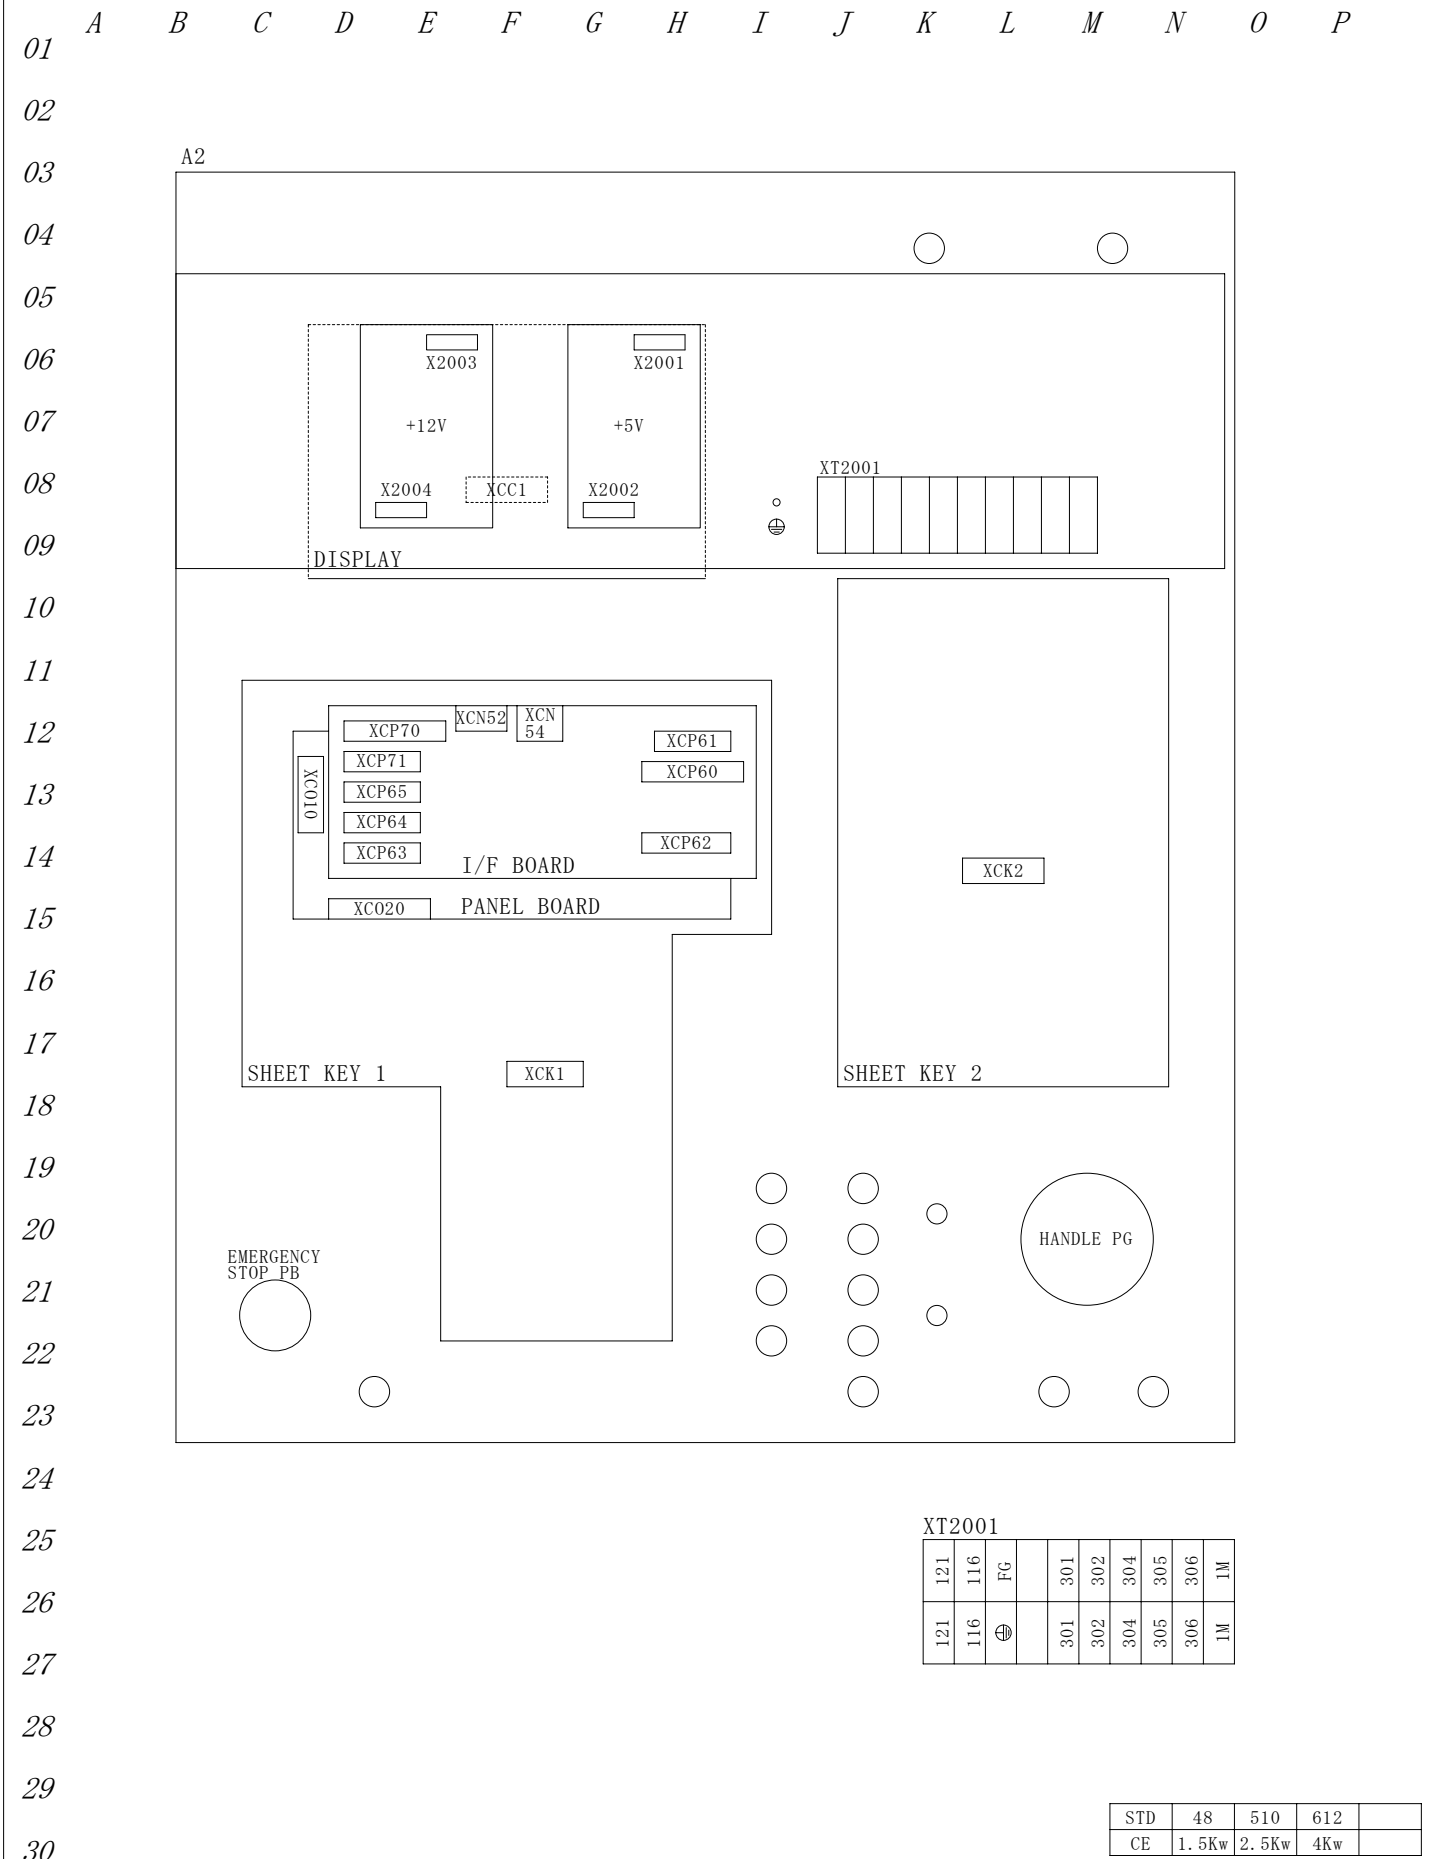 A B C D E F G H I J K L M N O P
01
02
A2
03
04
05
06
X2003 X2001
07
+12V +5V
XT2001
08
X2004 XCC1 X2002
09
DISPLAY
10
11
XCN52 XCN
54
12
XCP70 XCP61
XCP71 XCP60
13
XCO10
XCP65
XCP64
14
XCP63 XCP62
I/F BOARD
XCK2
15
XCO20 PANEL BOARD
16
17
SHEET KEY 1 XCK1 SHEET KEY 2
18
19
20
HANDLE PG
EMERGENCY
STOP PB
21
22
23
24
25
XT2001
121 116 FG 301 302 304 305 306 1M
26
121 116 301 302 304 305 306 1M
27
28
29
STD 48 510 612
30
CE 1.5Kw 2.5Kw 4Kw